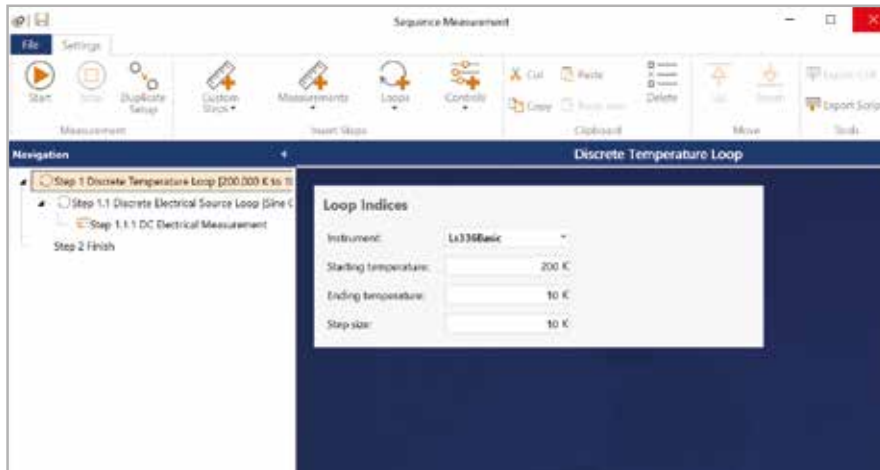 Sequence Measurement
File Settings
Start Stop Duplicate Setup Custom Steps Measurements Loops Controls Cut Paste Copy Delete Up Export Script
Measurement Insert Steps Clipboard Move Tools
Navigation
Discrete Temperature Loop
Step 1 Discrete Temperature Loop [200.000 K to
Step 1.1 Discrete Electrical Source Loop [Sine
Step 1.1.1 DC Electrical Measurement
Step 2 Finish
Loop Indices
Instrument: Ls336Basic
Starting temperature: 200 K
Ending temperature: 10 K
Step size: 10 K